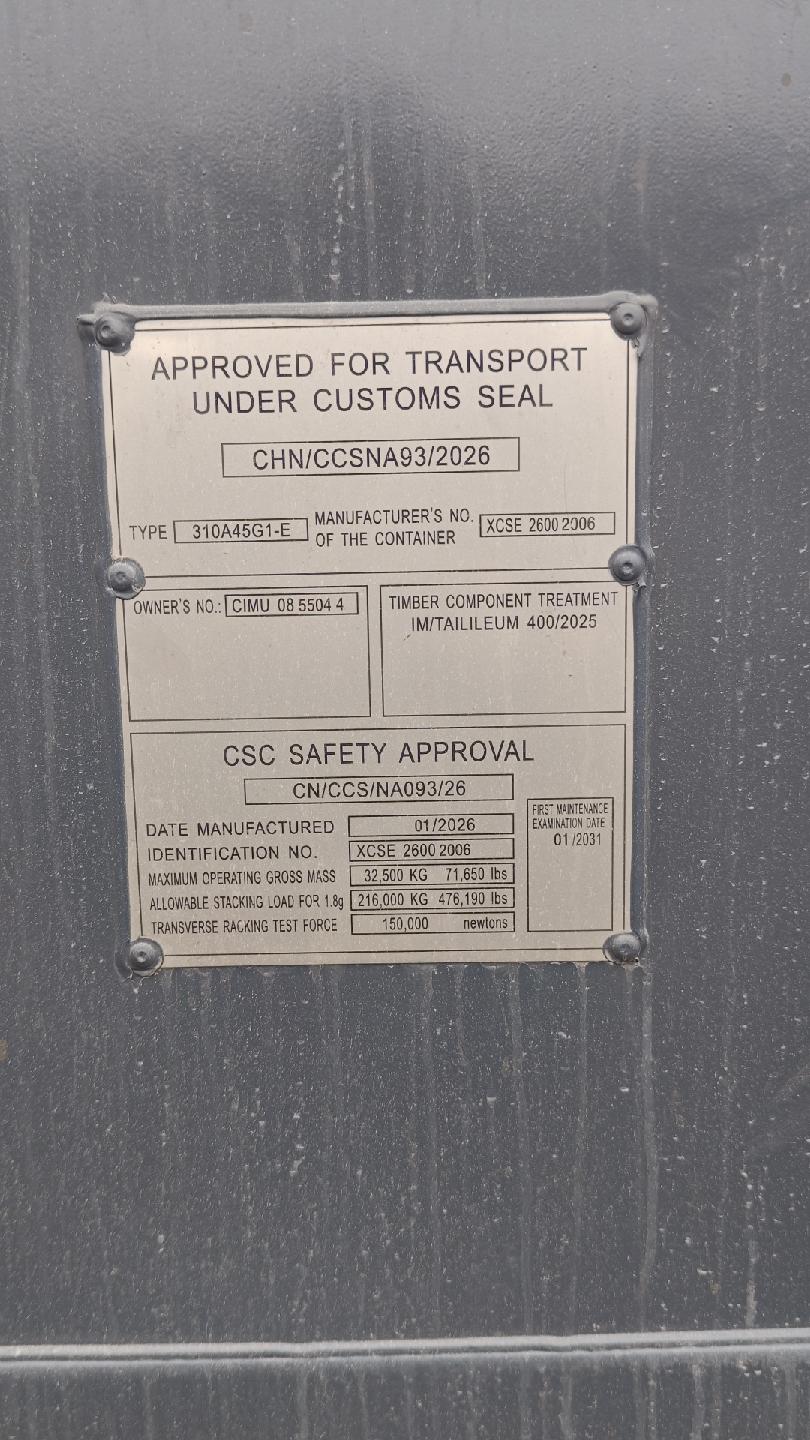 APPROVED FOR TRANSPORT
UNDER CUSTOMS SEAL
CHN/CCSNA93/2026
TYPE 310A45G1-E MANUFACTURER'S NO. OF THE CONTAINER XCSE 2600 2006
OWNER'S NO.: CIMU 08 5504 4
TIMBER COMPONENT TREATMENT
IM/TAILILEUM 400/2025
CSC SAFETY APPROVAL
CN/CCS/NA093/26
DATE MANUFACTURED 01/2026
IDENTIFICATION NO. XCSE 2600 2006
MAXIMUM OPERATING GROSS MASS 32,500 KG 71,650 lbs
ALLOWABLE STACKING LOAD FOR 1.8g 216,000 KG 476,190 lbs
TRANSVERSE RACKING TEST FORCE 150,000 newtons
FIRST MAINTENANCE
EXAMINATION DATE
01/2031